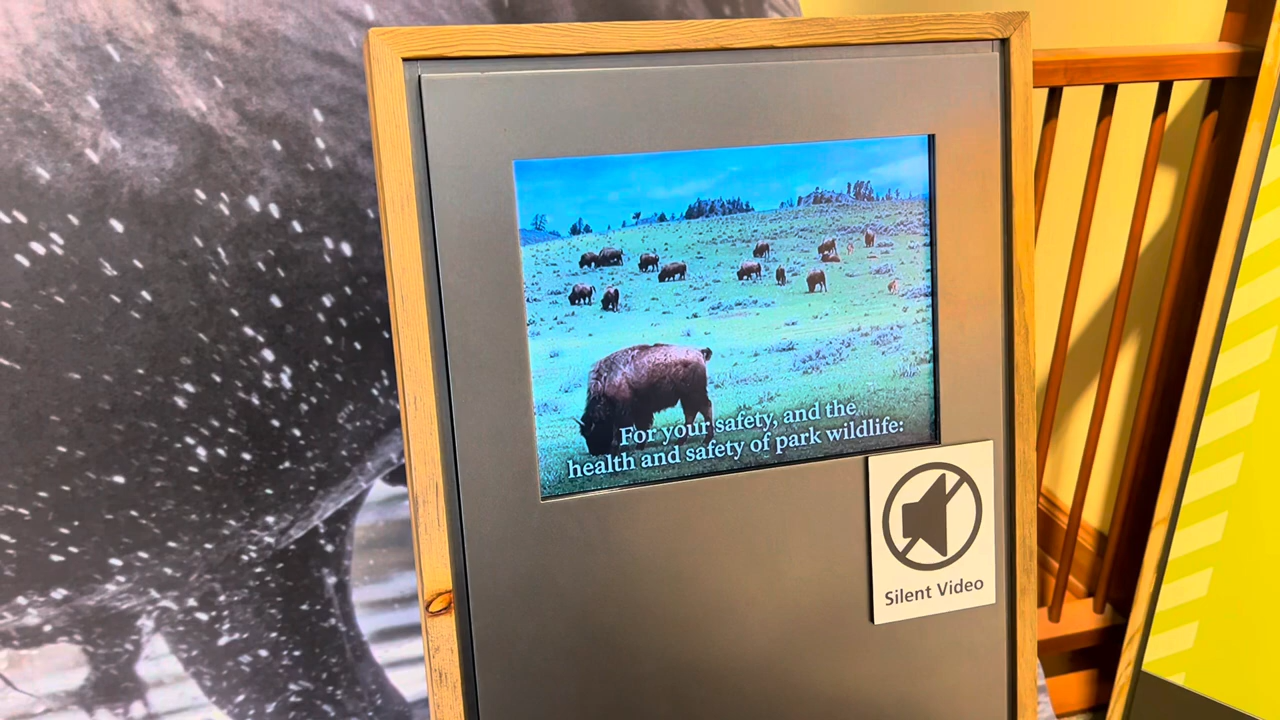 For your safety, and the
health and safety of park wildlife:
Silent Video